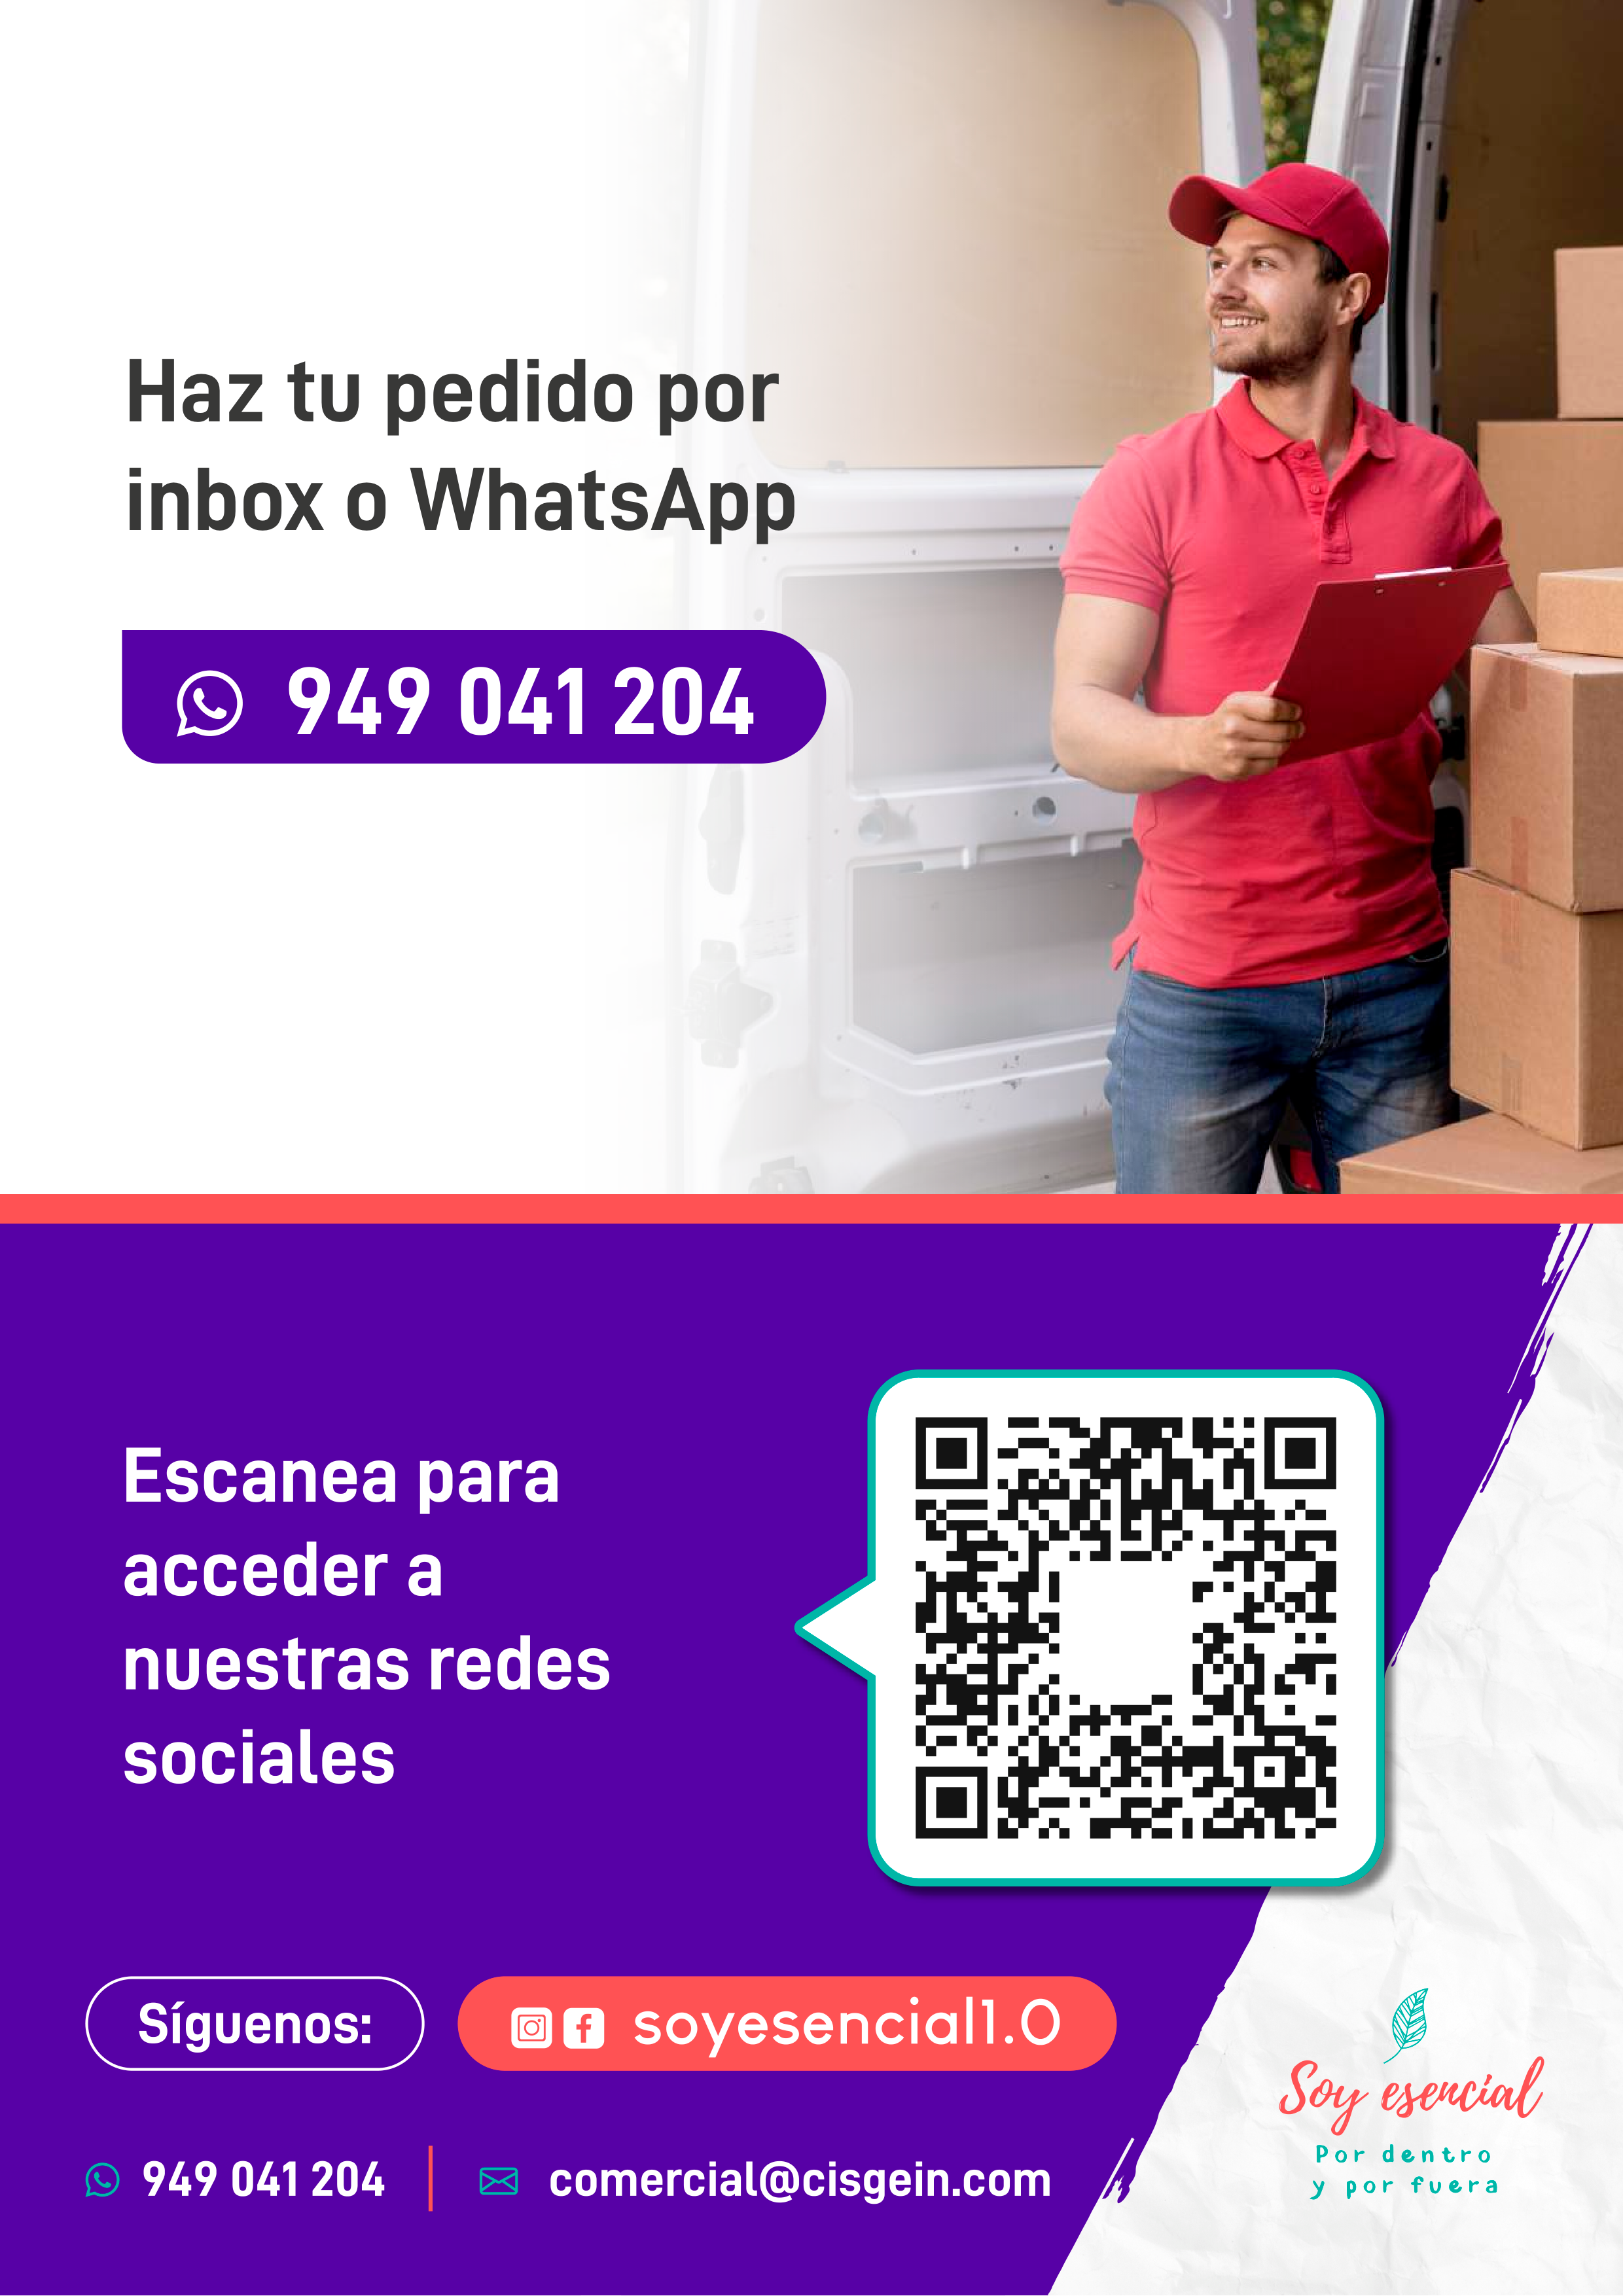 Haz tu pedido por
inbox o WhatsApp
949 041 204
Escanea para
acceder a
nuestras redes
sociales
Síguenos:
soyesencial1.0
949 041 204
comercial@cisgein.com
Soy esencial
Por dentro
y por fuera